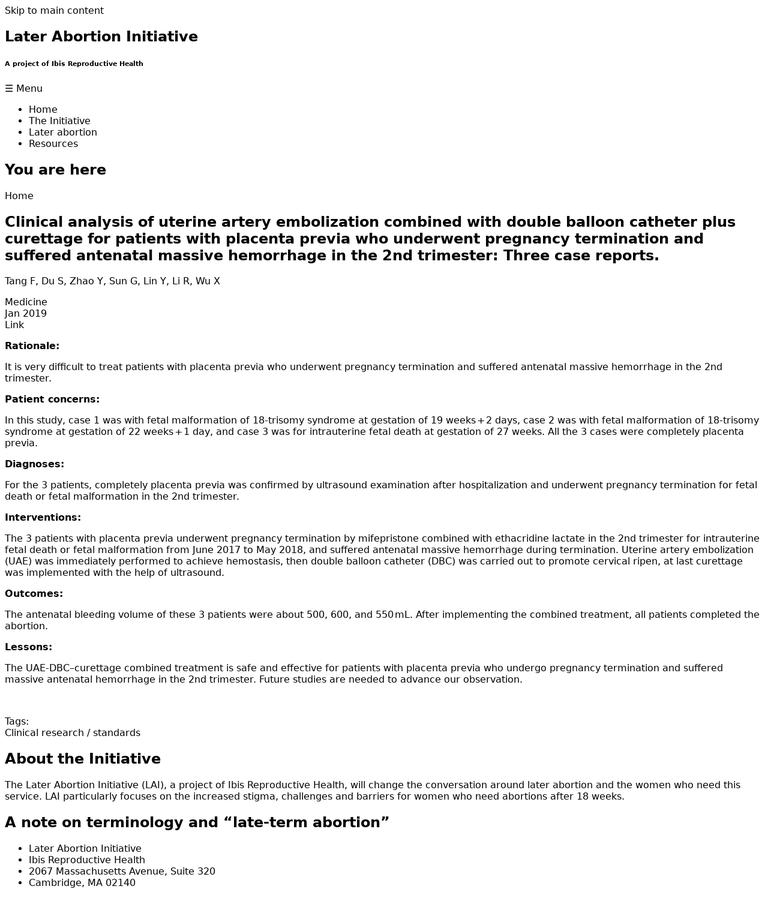 Skip to main content
Later Abortion Initiative
A project of Ibis Reproductive Health
☰ Menu
• Home
• The Initiative
• Later abortion
• Resources
You are here
Home
Clinical analysis of uterine artery embolization combined with double balloon catheter plus
curettage for patients with placenta previa who underwent pregnancy termination and
suffered antenatal massive hemorrhage in the 2nd trimester: Three case reports.
Tang F, Du S, Zhao Y, Sun G, Lin Y, Li R, Wu X
Medicine
Jan 2019
Link
Rationale:
It is very difficult to treat patients with placenta previa who underwent pregnancy termination and suffered antenatal massive hemorrhage in the 2nd
trimester.
Patient concerns:
In this study, case 1 was with fetal malformation of 18-trisomy syndrome at gestation of 19 weeks+2 days, case 2 was with fetal malformation of 18-trisomy
syndrome at gestation of 22 weeks+1 day, and case 3 was for intrauterine fetal death at gestation of 27 weeks. All the 3 cases were completely placenta
previa.
Diagnoses:
For the 3 patients, completely placenta previa was confirmed by ultrasound examination after hospitalization and underwent pregnancy termination for fetal
death or fetal malformation in the 2nd trimester.
Interventions:
The 3 patients with placenta previa underwent pregnancy termination by mifepristone combined with ethacridine lactate in the 2nd trimester for intrauterine
fetal death or fetal malformation from June 2017 to May 2018, and suffered antenatal massive hemorrhage during termination. Uterine artery embolization
(UAE) was immediately performed to achieve hemostasis, then double balloon catheter (DBC) was carried out to promote cervical ripen, at last curettage
was implemented with the help of ultrasound.
Outcomes:
The antenatal bleeding volume of these 3 patients were about 500, 600, and 550 mL. After implementing the combined treatment, all patients completed the
abortion.
Lessons:
The UAE-DBC–curettage combined treatment is safe and effective for patients with placenta previa who undergo pregnancy termination and suffered
massive antenatal hemorrhage in the 2nd trimester. Future studies are needed to advance our observation.
Tags:
Clinical research / standards
About the Initiative
The Later Abortion Initiative (LAI), a project of Ibis Reproductive Health, will change the conversation around later abortion and the women who need this
service. LAI particularly focuses on the increased stigma, challenges and barriers for women who need abortions after 18 weeks.
A note on terminology and “late-term abortion”
• Later Abortion Initiative
• Ibis Reproductive Health
• 2067 Massachusetts Avenue, Suite 320
• Cambridge, MA 02140